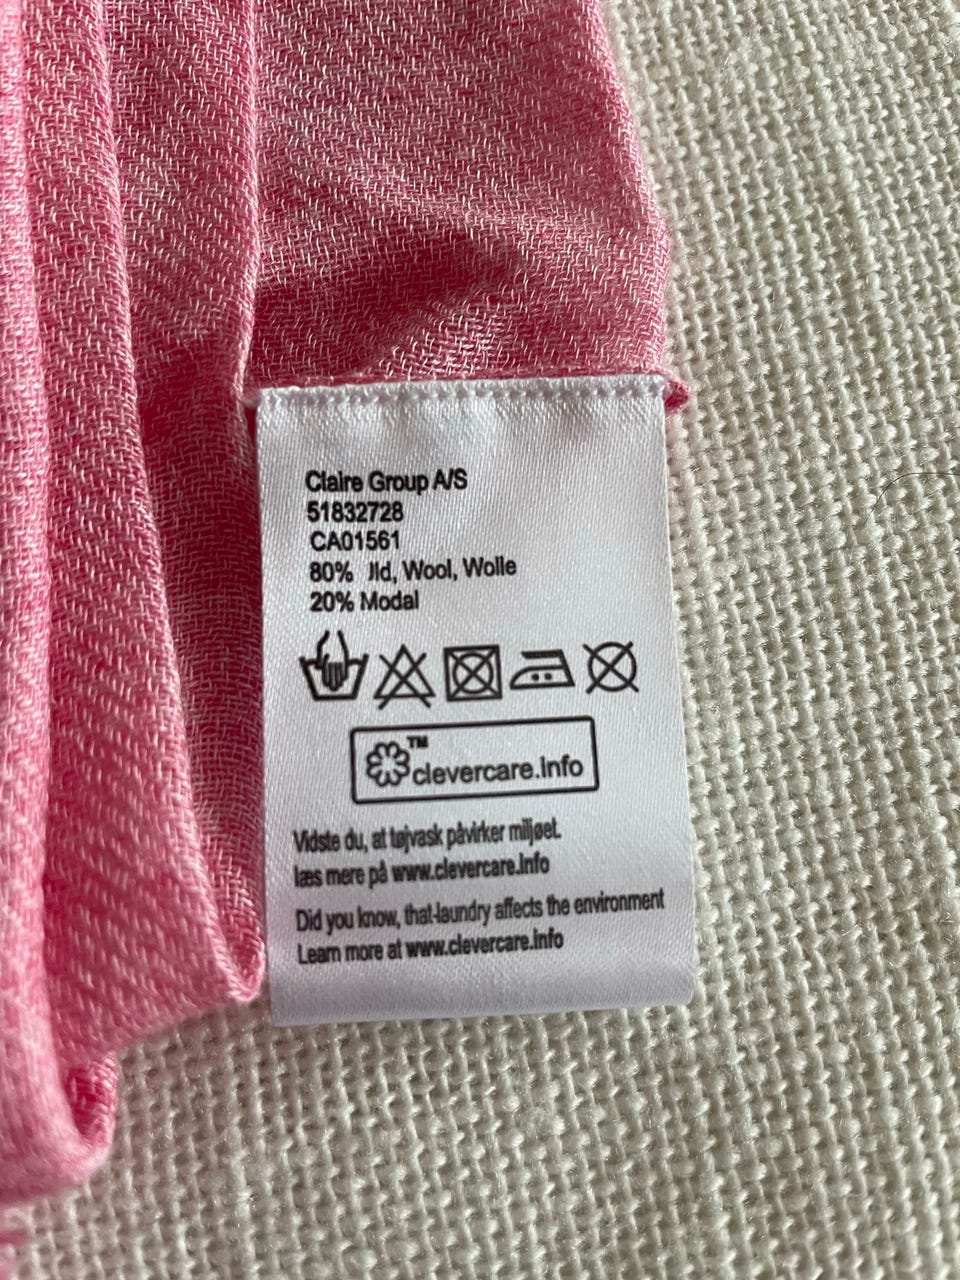 Claire Group A/S
51832728
CA01561
80% Jld, Wool, Wolle
20% Modal
TM
clevercare.info
Vidste du, at tøjvask påvirker miljøet.
læs mere på www.clevercare.info
Did you know, that-laundry affects the environment
Learn more at www.clevercare.info